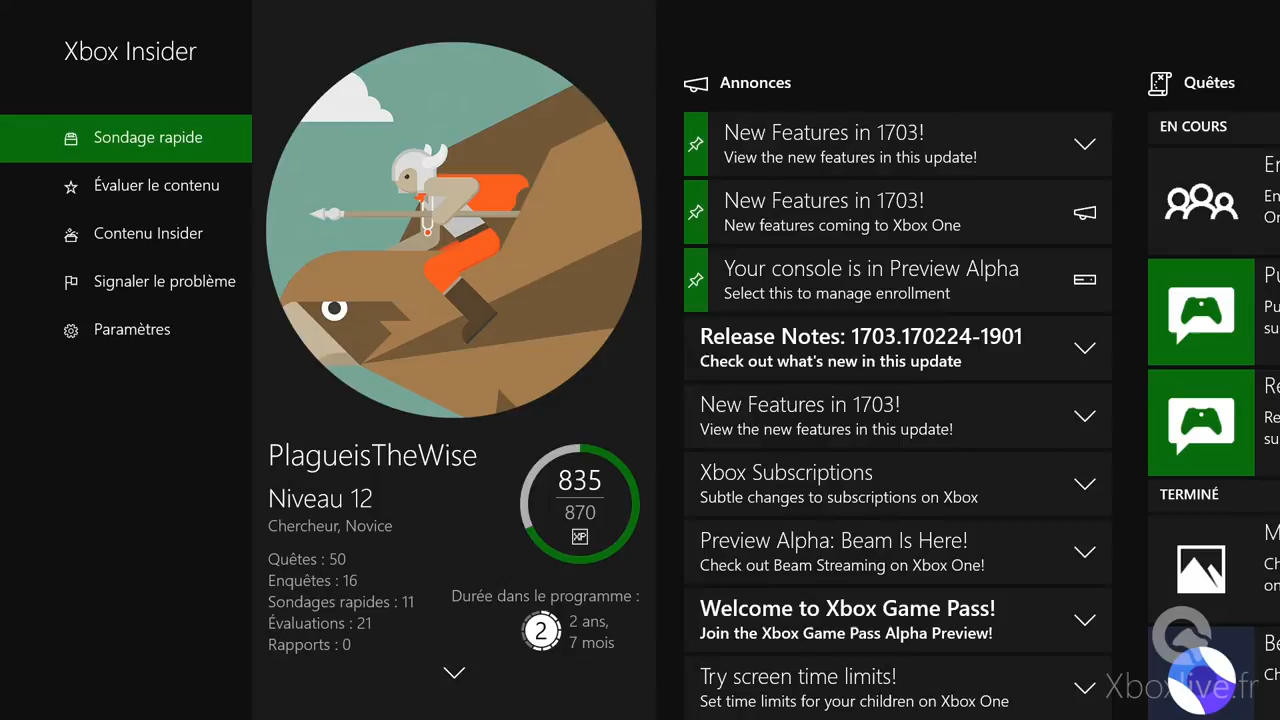 Xbox Insider
Sondage rapide
Évaluer le contenu
Contenu Insider
Signaler le problème
Paramètres
PlagueisTheWise
Niveau 12
Chercheur, Novice
Quêtes : 50
Enquêtes : 16
Sondages rapides : 11
Évaluations : 21
Rapports : 0
835
870
XP
Durée dans le programme :
2
2 ans,
7 mois
Annonces
New Features in 1703!
View the new features in this update!
New Features in 1703!
New features coming to Xbox One
Your console is in Preview Alpha
Select this to manage enrollment
Release Notes: 1703.170224-1901
Check out what's new in this update
New Features in 1703!
View the new features in this update!
Xbox Subscriptions
Subtle changes to subscriptions on Xbox
Preview Alpha: Beam Is Here!
Check out Beam Streaming on Xbox One!
Welcome to Xbox Game Pass!
Join the Xbox Game Pass Alpha Preview!
Try screen time limits!
Set time limits for your children on Xbox One
Quêtes
EN COURS
TERMINÉ
Xboxlive.fr